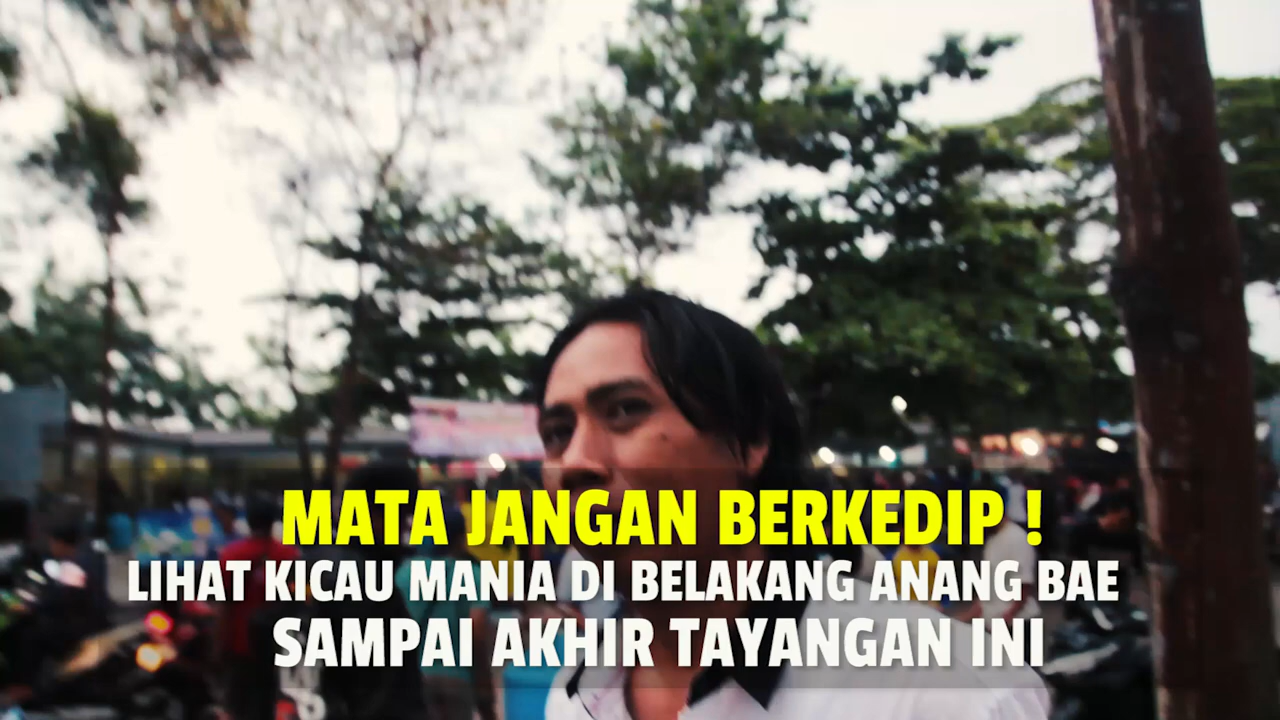 MATA JANGAN BERKEDIP !
LIHAT KICAU MANIA DI BELAKANG ANANG BAE
SAMPAI AKHIR TAYANGAN INI